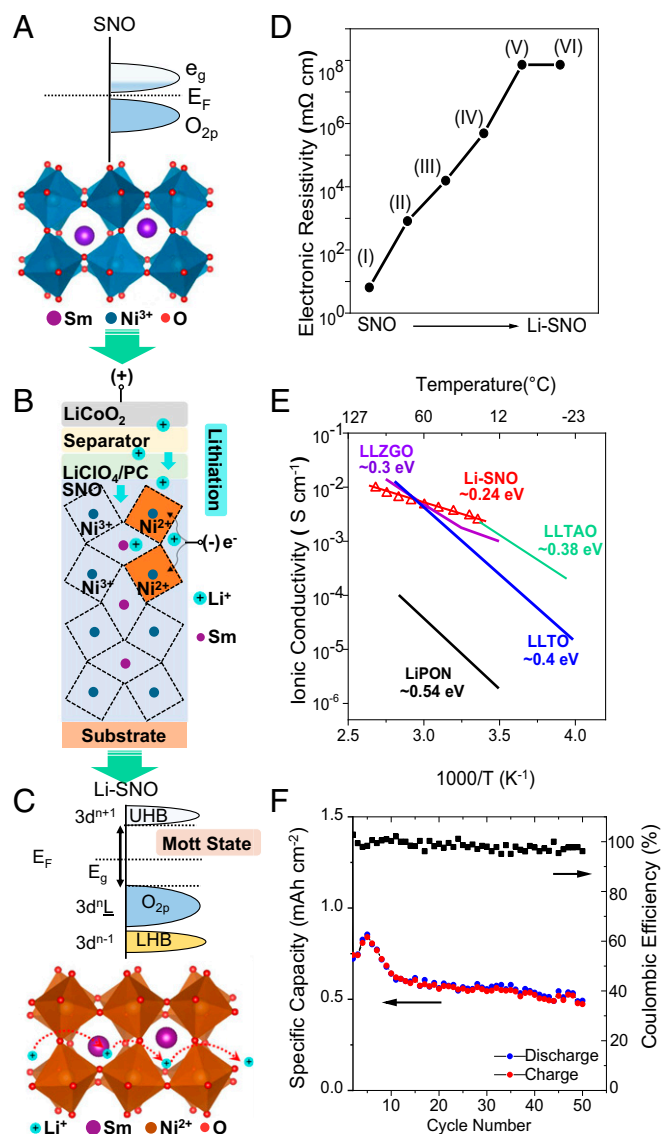 A
SNO
e_g
E_F
O_2p
Sm Ni³⁺ O
B
(+)
LiCoO₂
Separator
LiClO₄/PC
SNO
Lithiation
Ni³⁺
Ni²⁺
(-) e⁻
Ni³⁺
Ni²⁺
Li⁺
Sm
Substrate
Li-SNO
C
3dⁿ⁺¹
UHB
Mott State
E_F
E_g
3dⁿL
O_2p
3dⁿ⁻¹
LHB
Li⁺ Sm Ni²⁺ O
D
Electronic Resistivity (mΩ cm)
10⁸
10⁶
10⁴
10²
10⁰
(I)
(II)
(III)
(IV)
(V)
(VI)
SNO
Li-SNO
E
Temperature(°C)
127 60 12 -23
Ionic Conductivity ( S cm⁻¹)
10⁻¹
10⁻²
10⁻³
10⁻⁴
10⁻⁵
10⁻⁶
LLZGO
~0.3 eV
Li-SNO
~0.24 eV
LLTAO
~0.38 eV
LLTO
~0.4 eV
LiPON
~0.54 eV
2.5 3.0 3.5 4.0
1000/T (K⁻¹)
F
Specific Capacity (mAh cm⁻²)
1.5
1.0
0.5
0.0
Coulombic Efficiency (%)
100
80
60
40
20
0
Discharge
Charge
10 20 30 40 50
Cycle Number